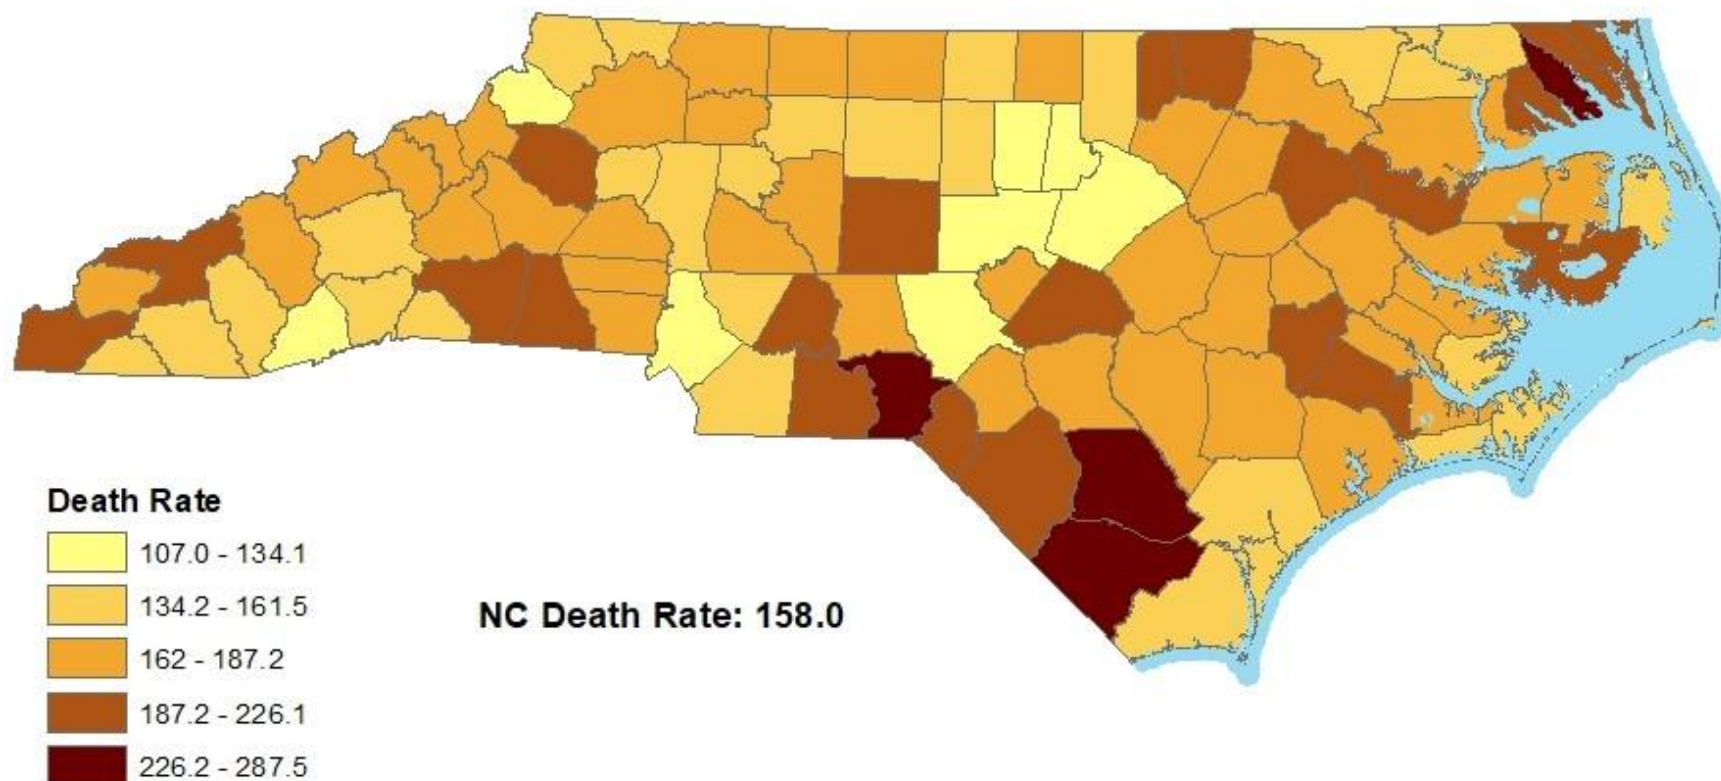 Death Rate
107.0 - 134.1
134.2 - 161.5
162 - 187.2
187.2 - 226.1
226.2 - 287.5
NC Death Rate: 158.0